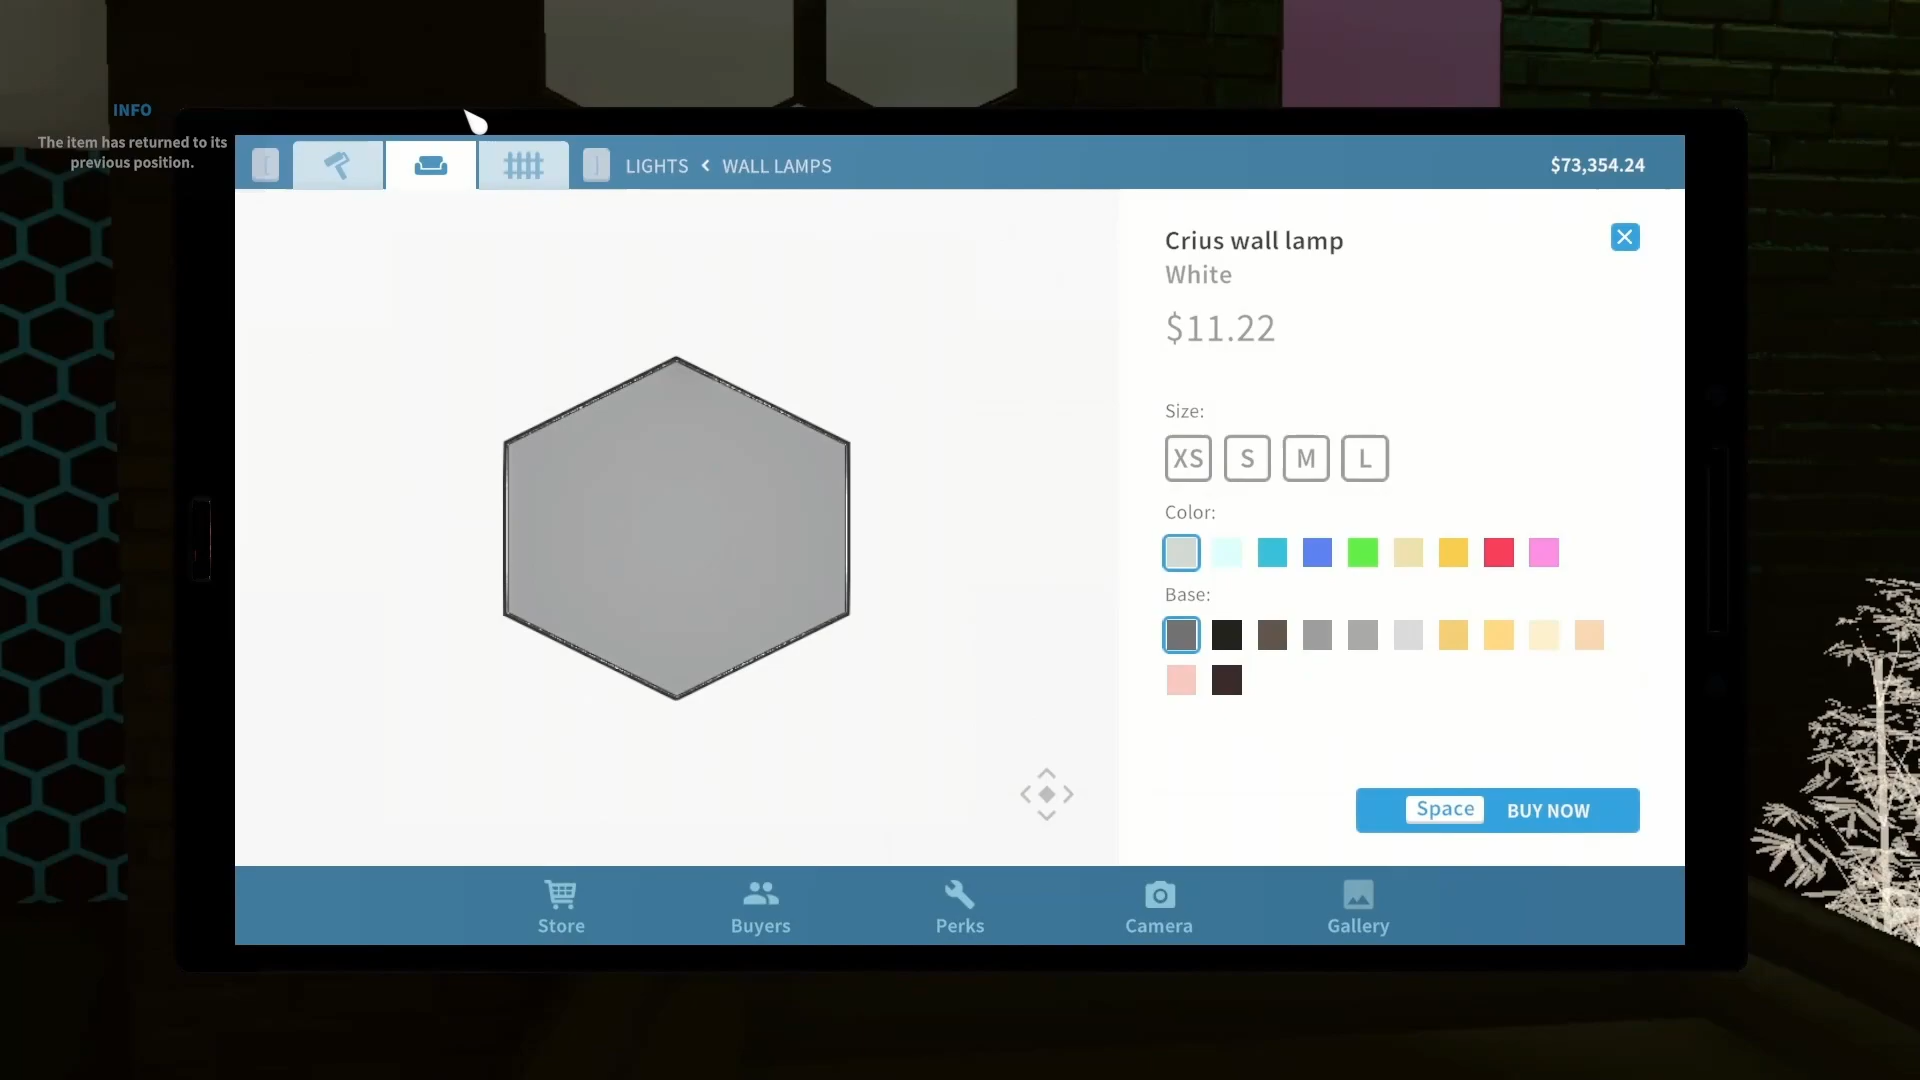 INFO
The item has returned to its
previous position.
[
]
LIGHTS < WALL LAMPS
$73,354.24
Crius wall lamp
White
$11.22
Size:
XS S M L
Color:
Base:
Space BUY NOW
Store Buyers Perks Camera Gallery